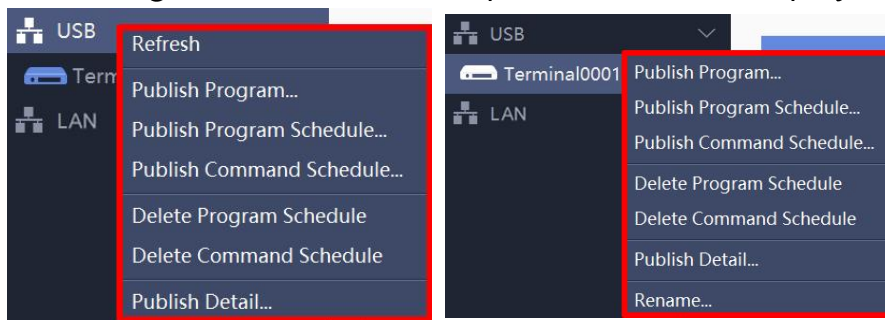 USB
Term
LAN
Refresh
Publish Program...
Publish Program Schedule...
Publish Command Schedule...
Delete Program Schedule
Delete Command Schedule
Publish Detail...
USB
Terminal0001
LAN
Publish Program...
Publish Program Schedule...
Publish Command Schedule...
Delete Program Schedule
Delete Command Schedule
Publish Detail...
Rename...